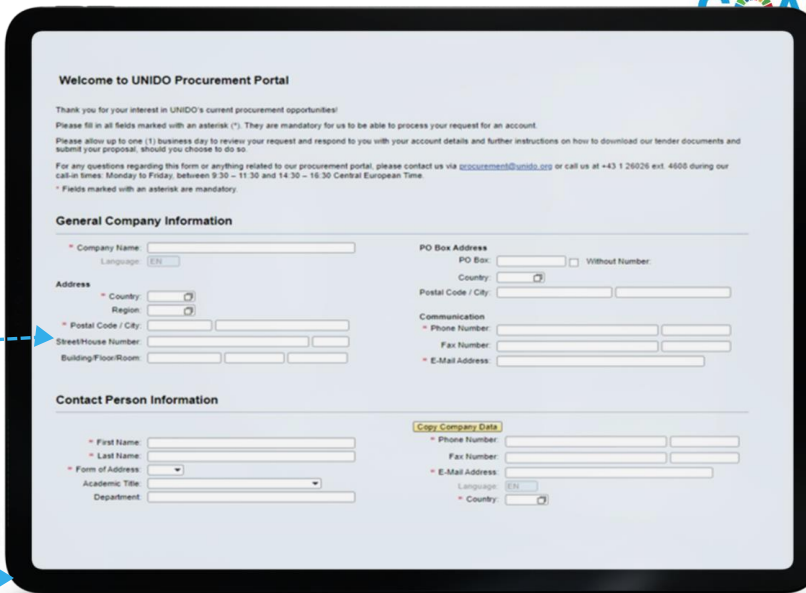 Welcome to UNIDO Procurement Portal
Thank you for your interest in UNIDO's current procurement opportunities!
Please fill in all fields marked with an asterisk (*). They are mandatory for us to be able to process your request for an account.
Please allow up to one (1) business day to review your request and respond to you with your account details and further instructions on how to download our tender documents and
submit your proposal, should you choose to do so.
For any questions regarding this form or anything related to our procurement portal, please contact us via procurement@unido.org or call us at +43 1 26026 ext. 4608 during our
call-in times: Monday to Friday, between 9:30 – 11:30 and 14:30 – 16:30 Central European Time.
* Fields marked with an asterisk are mandatory.
General Company Information
* Company Name:
Language: EN
Address
* Country:
Region:
* Postal Code / City:
Street/House Number:
Building/Floor/Room:
PO Box Address
PO Box: Without Number:
Country:
Postal Code / City:
Communication
* Phone Number:
Fax Number:
* E-Mail Address:
Contact Person Information
* First Name:
* Last Name:
* Form of Address:
Academic Title:
Department:
Copy Company Data
* Phone Number:
Fax Number:
* E-Mail Address:
Language: EN
* Country: